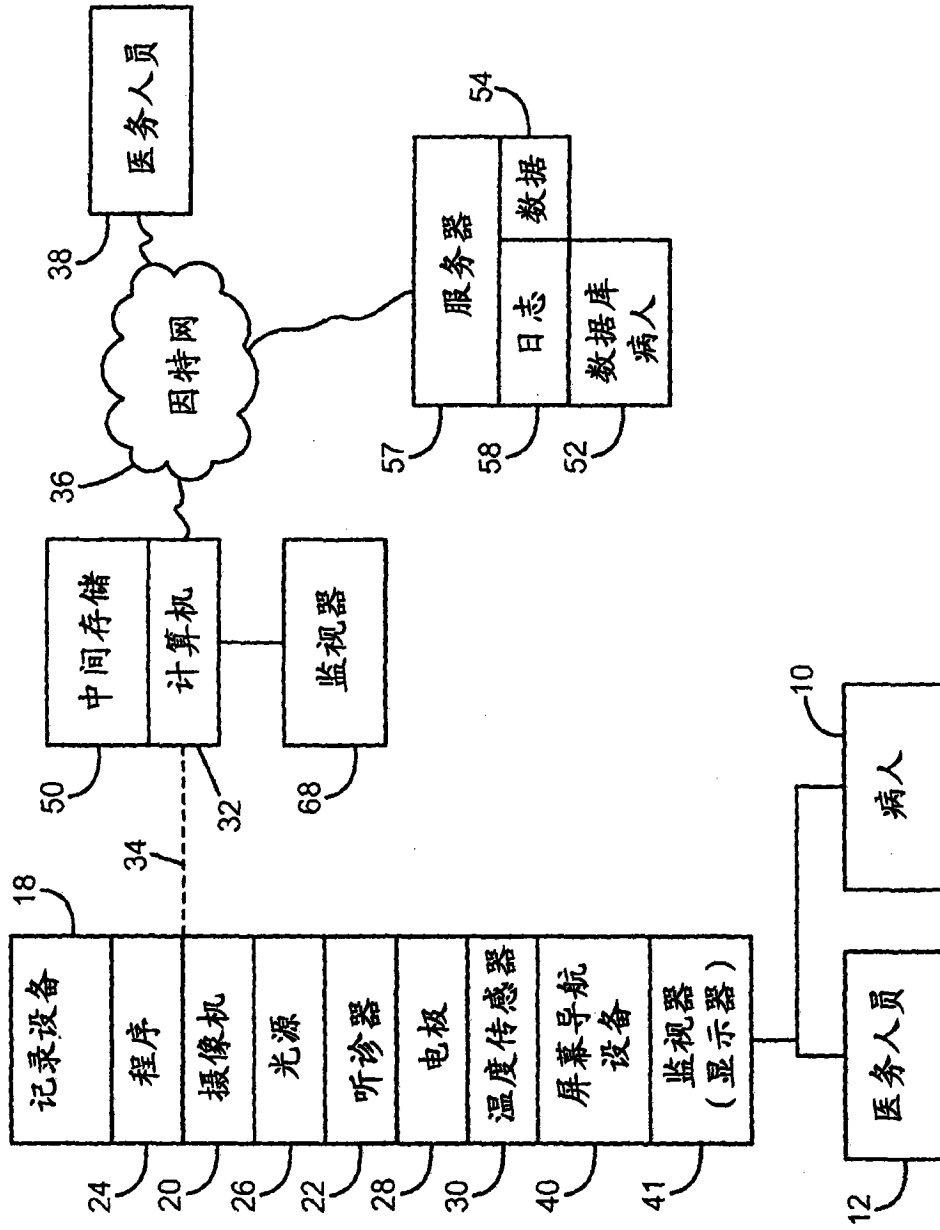 记录设备
18
程序
24
摄像机
20
光源
26
听诊器
22
电极
28
温度传感器
30
屏幕导航
设备
40
监视器
(显示器)
41
34
中间存储
50
计算机
32
监视器
68
因特网
36
医务人员
38
服务器
57
日志
58
数据
54
数据库
病人
52
医务人员
12
病人
10